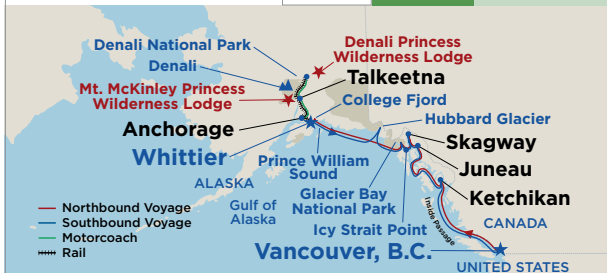 Denali National Park
Denali Princess
Wilderness Lodge
Denali
Talkeetna
Mt. McKinley Princess
Wilderness Lodge
College Fjord
Hubbard Glacier
Anchorage
Skagway
Whittier
Prince William
Sound
Juneau
ALASKA
Glacier Bay
National Park
Ketchikan
Gulf of
Alaska
Icy Strait Point
Inside Passage
CANADA
Northbound Voyage
Southbound Voyage
Motorcoach
Rail
Vancouver, B.C.
UNITED STATES